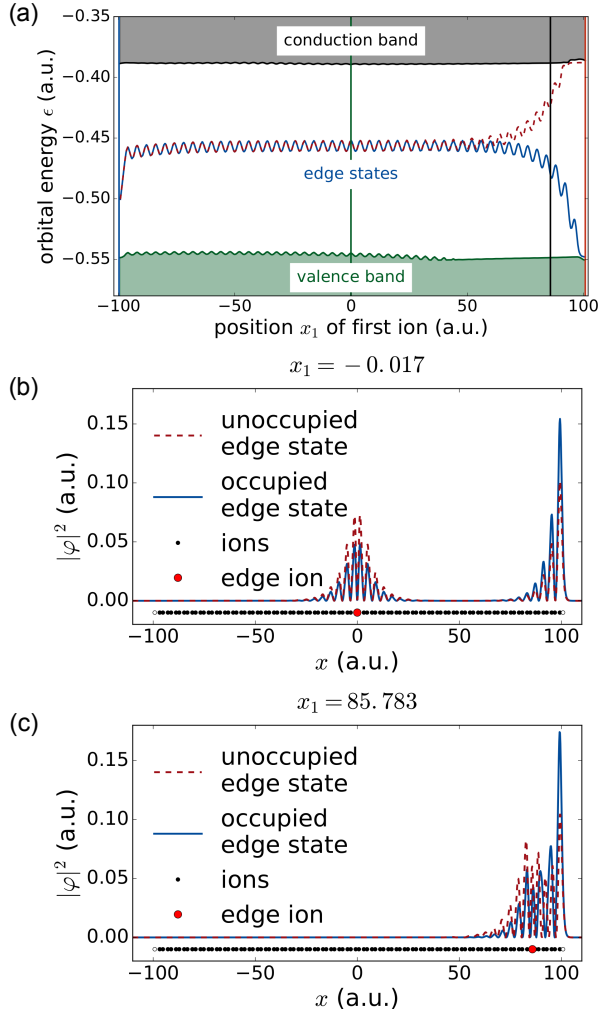 (a)
−0.35
−0.40
−0.45
−0.50
−0.55
orbital energy ϵ (a.u.)
conduction band
edge states
valence band
−100 −50 0 50 100
position x₁ of first ion (a.u.)
(b)
x₁ = − 0.017
0.15
0.10
0.05
0.00
|φ|² (a.u.)
unoccupied
edge state
occupied
edge state
ions
edge ion
−100 −50 0 50 100
x (a.u.)
(c)
x₁ = 85.783
0.15
0.10
0.05
0.00
|φ|² (a.u.)
unoccupied
edge state
occupied
edge state
ions
edge ion
−100 −50 0 50 100
x (a.u.)